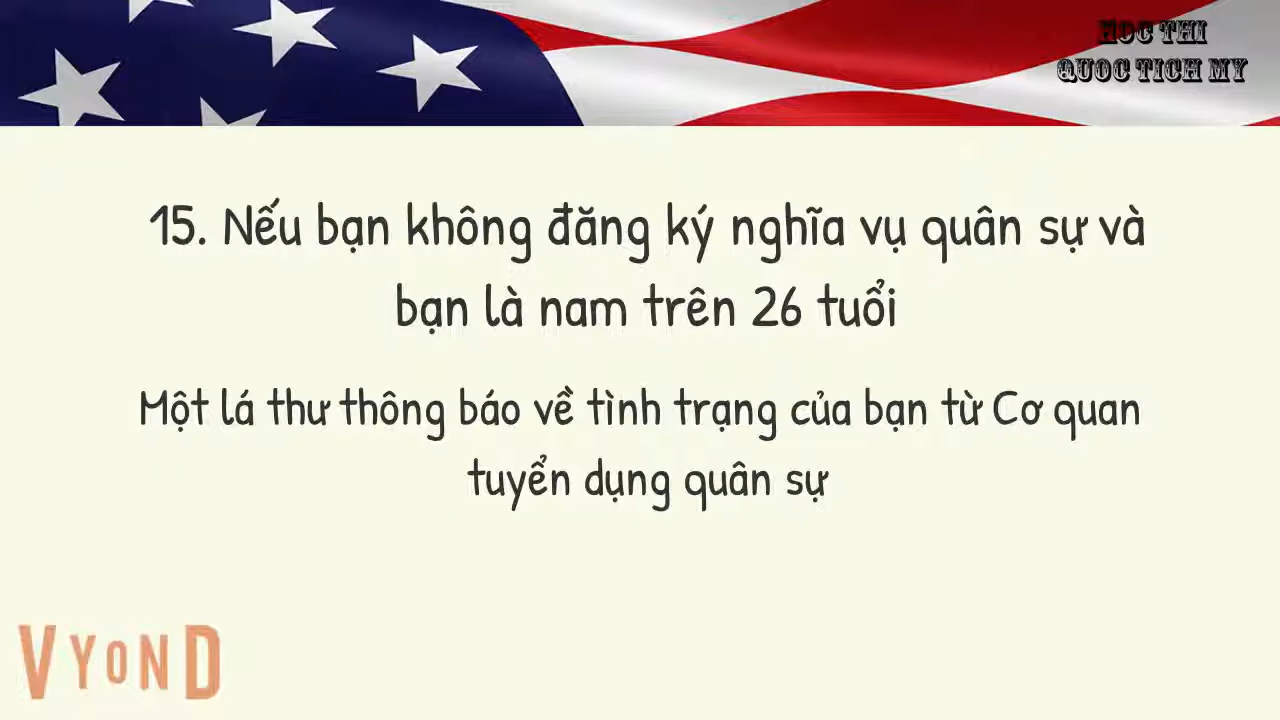 HOC THI
QUOC TICH MY
15. Nếu bạn không đăng ký nghĩa vụ quân sự và
bạn là nam trên 26 tuổi
Một lá thư thông báo về tình trạng của bạn từ Cơ quan
tuyển dụng quân sự
VYOND